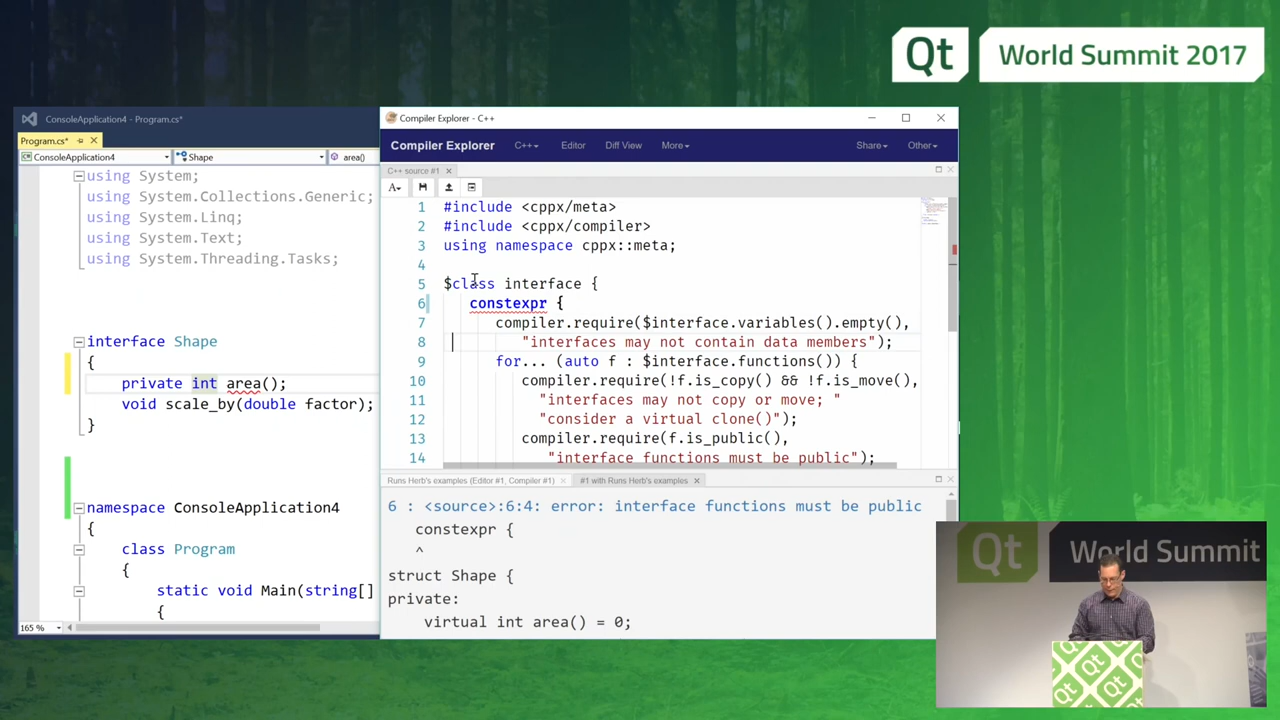 Qt World Summit 2017
ConsoleApplication4 - Program.cs*
Program.cs*
ConsoleApplication4
Shape
area()
using System;
using System.Collections.Generic;
using System.Linq;
using System.Text;
using System.Threading.Tasks;
interface Shape
{
private int area();
void scale_by(double factor);
}
namespace ConsoleApplication4
{
class Program
{
static void Main(string[]
{
165 %
Compiler Explorer - C++
Compiler Explorer C++ Editor Diff View More Share Other
C++ source #1
A
1 #include <cppx/meta>
2 #include <cppx/compiler>
3 using namespace cppx::meta;
4
5 $class interface {
6 constexpr {
7 compiler.require($interface.variables().empty(),
8 "interfaces may not contain data members");
9 for... (auto f : $interface.functions()) {
10 compiler.require(!f.is_copy() && !f.is_move(),
11 "interfaces may not copy or move; "
12 "consider a virtual clone()");
13 compiler.require(f.is_public(),
14 "interface functions must be public");
Runs Herb's examples (Editor #1, Compiler #1)
#1 with Runs Herb's examples
6 : <source>:6:4: error: interface functions must be public
constexpr {
^
struct Shape {
private:
virtual int area() = 0;
Qt World Summit
Qt
Qt
Qt